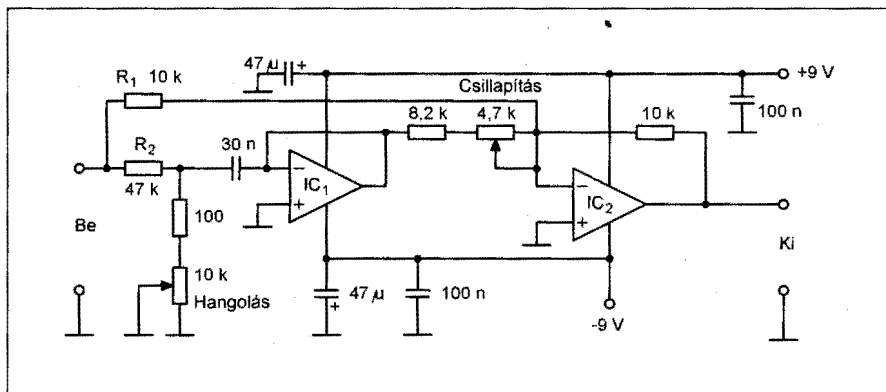 47 µ +
+9 V
R1 10 k
Csillapítás
100 n
8,2 k 4,7 k 10 k
R2 30 n
47 k
IC1
− +
100
IC2
− +
Be
Ki
10 k
Hangolás
47 µ +
100 n
-9 V